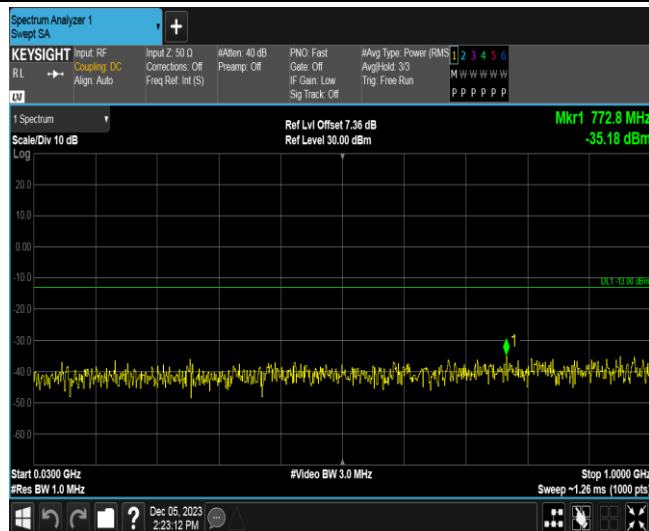 Spectrum Analyzer 1
Swept SA
+
KEYSIGHT
RL
LXI
Input: RF
Coupling: DC
Align: Auto
Input Z: 50 Ω
Corrections: Off
Freq Ref: Int (S)
#Atten: 40 dB
Preamp: Off
PNO: Fast
Gate: Off
IF Gain: Low
Sig Track: Off
#Avg Type: Power (RMS
Avg|Hold: 3/3
Trig: Free Run
1 2 3 4 5 6
M W W W W W
P P P P P P
1 Spectrum
Scale/Div 10 dB
Log
Ref Lvl Offset 7.36 dB
Ref Level 30.00 dBm
Mkr1 772.8 MHz
-35.18 dBm
20.0
10.0
0.00
-10.0
DL1 -13.00 dBm
-20.0
-30.0
1
-40.0
-50.0
-60.0
Start 0.0300 GHz
#Res BW 1.0 MHz
#Video BW 3.0 MHz
Stop 1.0000 GHz
Sweep ~1.26 ms (1000 pts)
?
Dec 05, 2023
2:23:12 PM